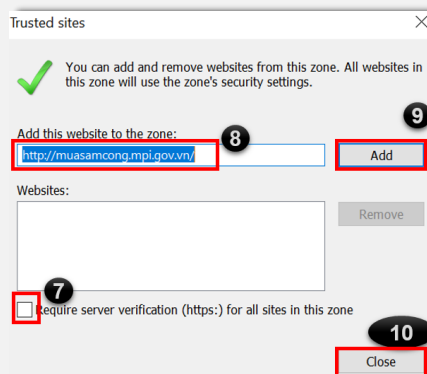 Trusted sites
You can add and remove websites from this zone. All websites in
this zone will use the zone's security settings.
9
Add this website to the zone:
8
http://muasamcong.mpi.gov.vn/
Add
Websites:
Remove
7
Require server verification (https:) for all sites in this zone
10
Close